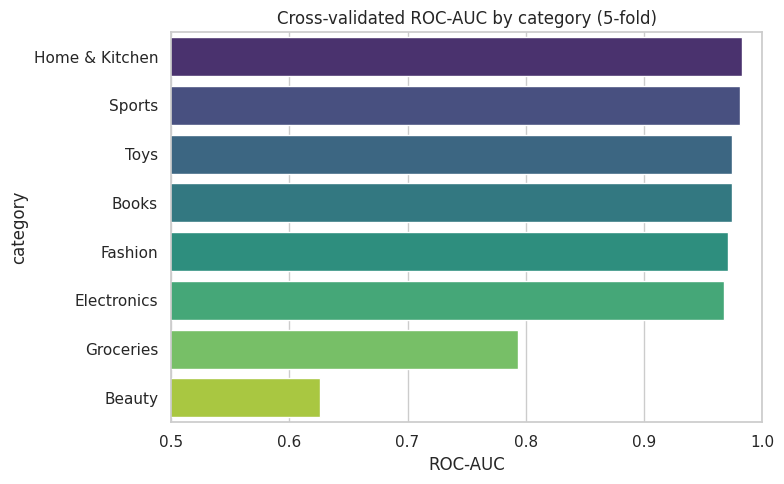 Cross-validated ROC-AUC by category (5-fold)
Home & Kitchen
Sports
Toys
Books
Fashion
Electronics
Groceries
Beauty
category
0.5 0.6 0.7 0.8 0.9 1.0
ROC-AUC